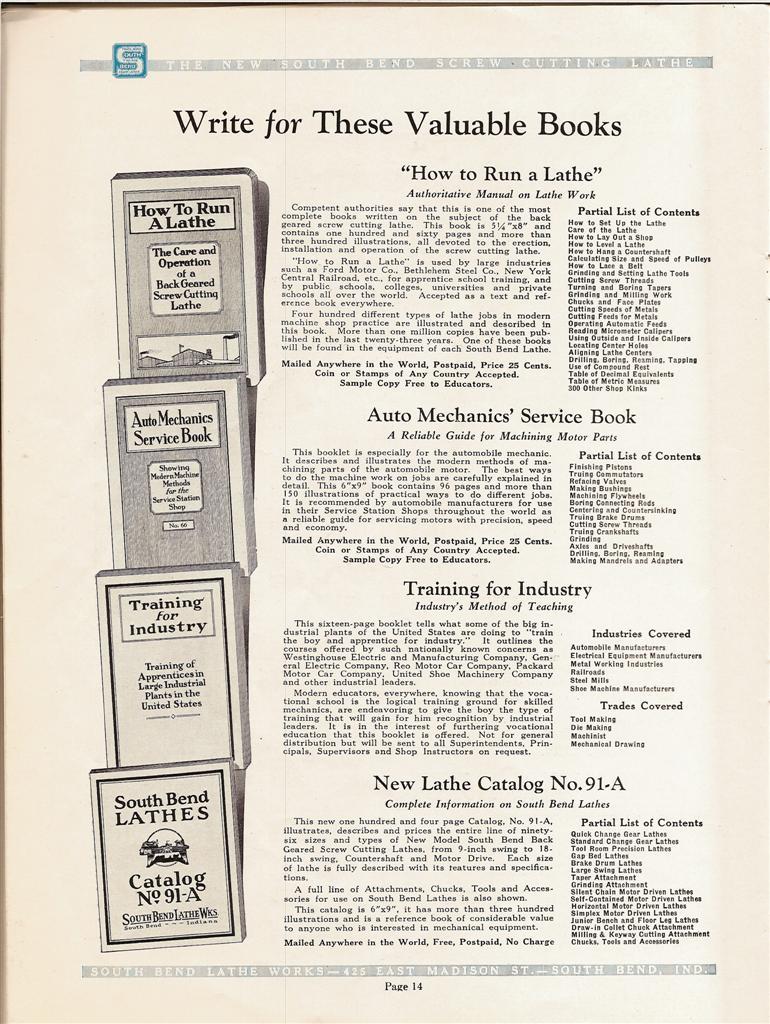 SOUTH
BEND
THE NEW SOUTH BEND SCREW CUTTING LATHE
Write for These Valuable Books
How To Run
A Lathe
The Care and
Operation
of a
Back Geared
Screw Cutting
Lathe
"How to Run a Lathe"
Authoritative Manual on Lathe Work
Competent authorities say that this is one of the most
complete books written on the subject of the back
geared screw cutting lathe. This book is 5¼"x8" and
contains one hundred and sixty pages and more than
three hundred illustrations, all devoted to the erection,
installation and operation of the screw cutting lathe.
"How to Run a Lathe" is used by large industries
such as Ford Motor Co., Bethlehem Steel Co., New York
Central Railroad, etc., for apprentice school training, and
by public schools, colleges, universities and private
schools all over the world. Accepted as a text and ref-
erence book everywhere.
Four hundred different types of lathe jobs in modern
machine shop practice are illustrated and described in
this book. More than one million copies have been pub-
lished in the last twenty-three years. One of these books
will be found in the equipment of each South Bend Lathe.
Mailed Anywhere in the World, Postpaid, Price 25 Cents.
Coin or Stamps of Any Country Accepted.
Sample Copy Free to Educators.
Partial List of Contents
How to Set Up the Lathe
Care of the Lathe
How to Lay Out a Shop
How to Level a Lathe
How to Hang a Countershaft
Calculating Size and Speed of Pulleys
How to Lace a Belt
Grinding and Setting Lathe Tools
Cutting Screw Threads
Turning and Boring Tapers
Grinding and Milling Work
Chucks and Face Plates
Cutting Speeds of Metals
Cutting Feeds for Metals
Operating Automatic Feeds
Reading Micrometer Calipers
Using Outside and Inside Calipers
Locating Center Holes
Aligning Lathe Centers
Drilling, Boring, Reaming, Tapping
Use of Compound Rest
Table of Decimal Equivalents
Table of Metric Measures
300 Other Shop Kinks
Auto Mechanics
Service Book
Showing
Modern Machine
Methods
for the
Service Station
Shop
No. 66
Auto Mechanics' Service Book
A Reliable Guide for Machining Motor Parts
This booklet is especially for the automobile mechanic.
It describes and illustrates the modern methods of ma-
chining parts of the automobile motor. The best ways
to do the machine work on jobs are carefully explained in
detail. This 6"x9" book contains 96 pages and more than
150 illustrations of practical ways to do different jobs.
It is recommended by automobile manufacturers for use
in their Service Station Shops throughout the world as
a reliable guide for servicing motors with precision, speed
and economy.
Mailed Anywhere in the World, Postpaid, Price 25 Cents.
Coin or Stamps of Any Country Accepted.
Sample Copy Free to Educators.
Partial List of Contents
Finishing Pistons
Truing Commutators
Refacing Valves
Making Bushings
Machining Flywheels
Boring Connecting Rods
Centering and Countersinking
Truing Brake Drums
Cutting Screw Threads
Truing Crankshafts
Grinding
Axles and Driveshafts
Drilling, Boring, Reaming
Making Mandrels and Adapters
Training
for
Industry
Training of
Apprentices in
Large Industrial
Plants in the
United States
Training for Industry
Industry's Method of Teaching
This sixteen-page booklet tells what some of the big in-
dustrial plants of the United States are doing to "train
the boy and apprentice for industry." It outlines the
courses offered by such nationally known concerns as
Westinghouse Electric and Manufacturing Company, Gen-
eral Electric Company, Reo Motor Car Company, Packard
Motor Car Company, United Shoe Machinery Company
and other industrial leaders.
Modern educators, everywhere, knowing that the voca-
tional school is the logical training ground for skilled
mechanics, are endeavoring to give the boy the type of
training that will gain for him recognition by industrial
leaders. It is in the interest of furthering vocational
education that this booklet is offered. Not for general
distribution but will be sent to all Superintendents, Prin-
cipals, Supervisors and Shop Instructors on request.
Industries Covered
Automobile Manufacturers
Electrical Equipment Manufacturers
Metal Working Industries
Railroads
Steel Mills
Shoe Machine Manufacturers
Trades Covered
Tool Making
Die Making
Machinist
Mechanical Drawing
South Bend
LATHES
Catalog
No 91-A
SOUTH BEND LATHE WKS.
South Bend Indiana
New Lathe Catalog No. 91-A
Complete Information on South Bend Lathes
This new one hundred and four page Catalog, No. 91-A,
illustrates, describes and prices the entire line of ninety-
six sizes and types of New Model South Bend Back
Geared Screw Cutting Lathes, from 9-inch swing to 18-
inch swing, Countershaft and Motor Drive. Each size
of lathe is fully described with its features and specifica-
tions.
A full line of Attachments, Chucks, Tools and Acces-
sories for use on South Bend Lathes is also shown.
This catalog is 6"x9", it has more than three hundred
illustrations and is a reference book of considerable value
to anyone who is interested in mechanical equipment.
Mailed Anywhere in the World, Free, Postpaid, No Charge
Partial List of Contents
Quick Change Gear Lathes
Standard Change Gear Lathes
Tool Room Precision Lathes
Gap Bed Lathes
Brake Drum Lathes
Large Swing Lathes
Taper Attachment
Grinding Attachment
Silent Chain Motor Driven Lathes
Self-Contained Motor Driven Lathes
Horizontal Motor Driven Lathes
Simplex Motor Driven Lathes
Junior Bench and Floor Leg Lathes
Draw-in Collet Chuck Attachment
Milling & Keyway Cutting Attachment
Chucks, Tools and Accessories
SOUTH BEND LATHE WORKS—425 EAST MADISON ST.—SOUTH BEND, IND.
Page 14